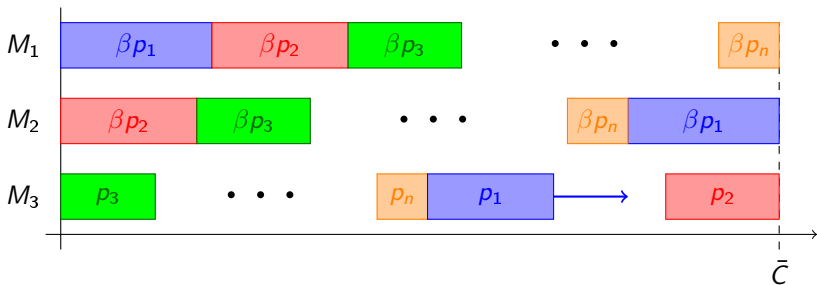 M₁ βp₁ βp₂ βp₃ • • • βpₙ
M₂ βp₂ βp₃ • • • βpₙ βp₁
M₃ p₃ • • • pₙ p₁ p₂
C̄